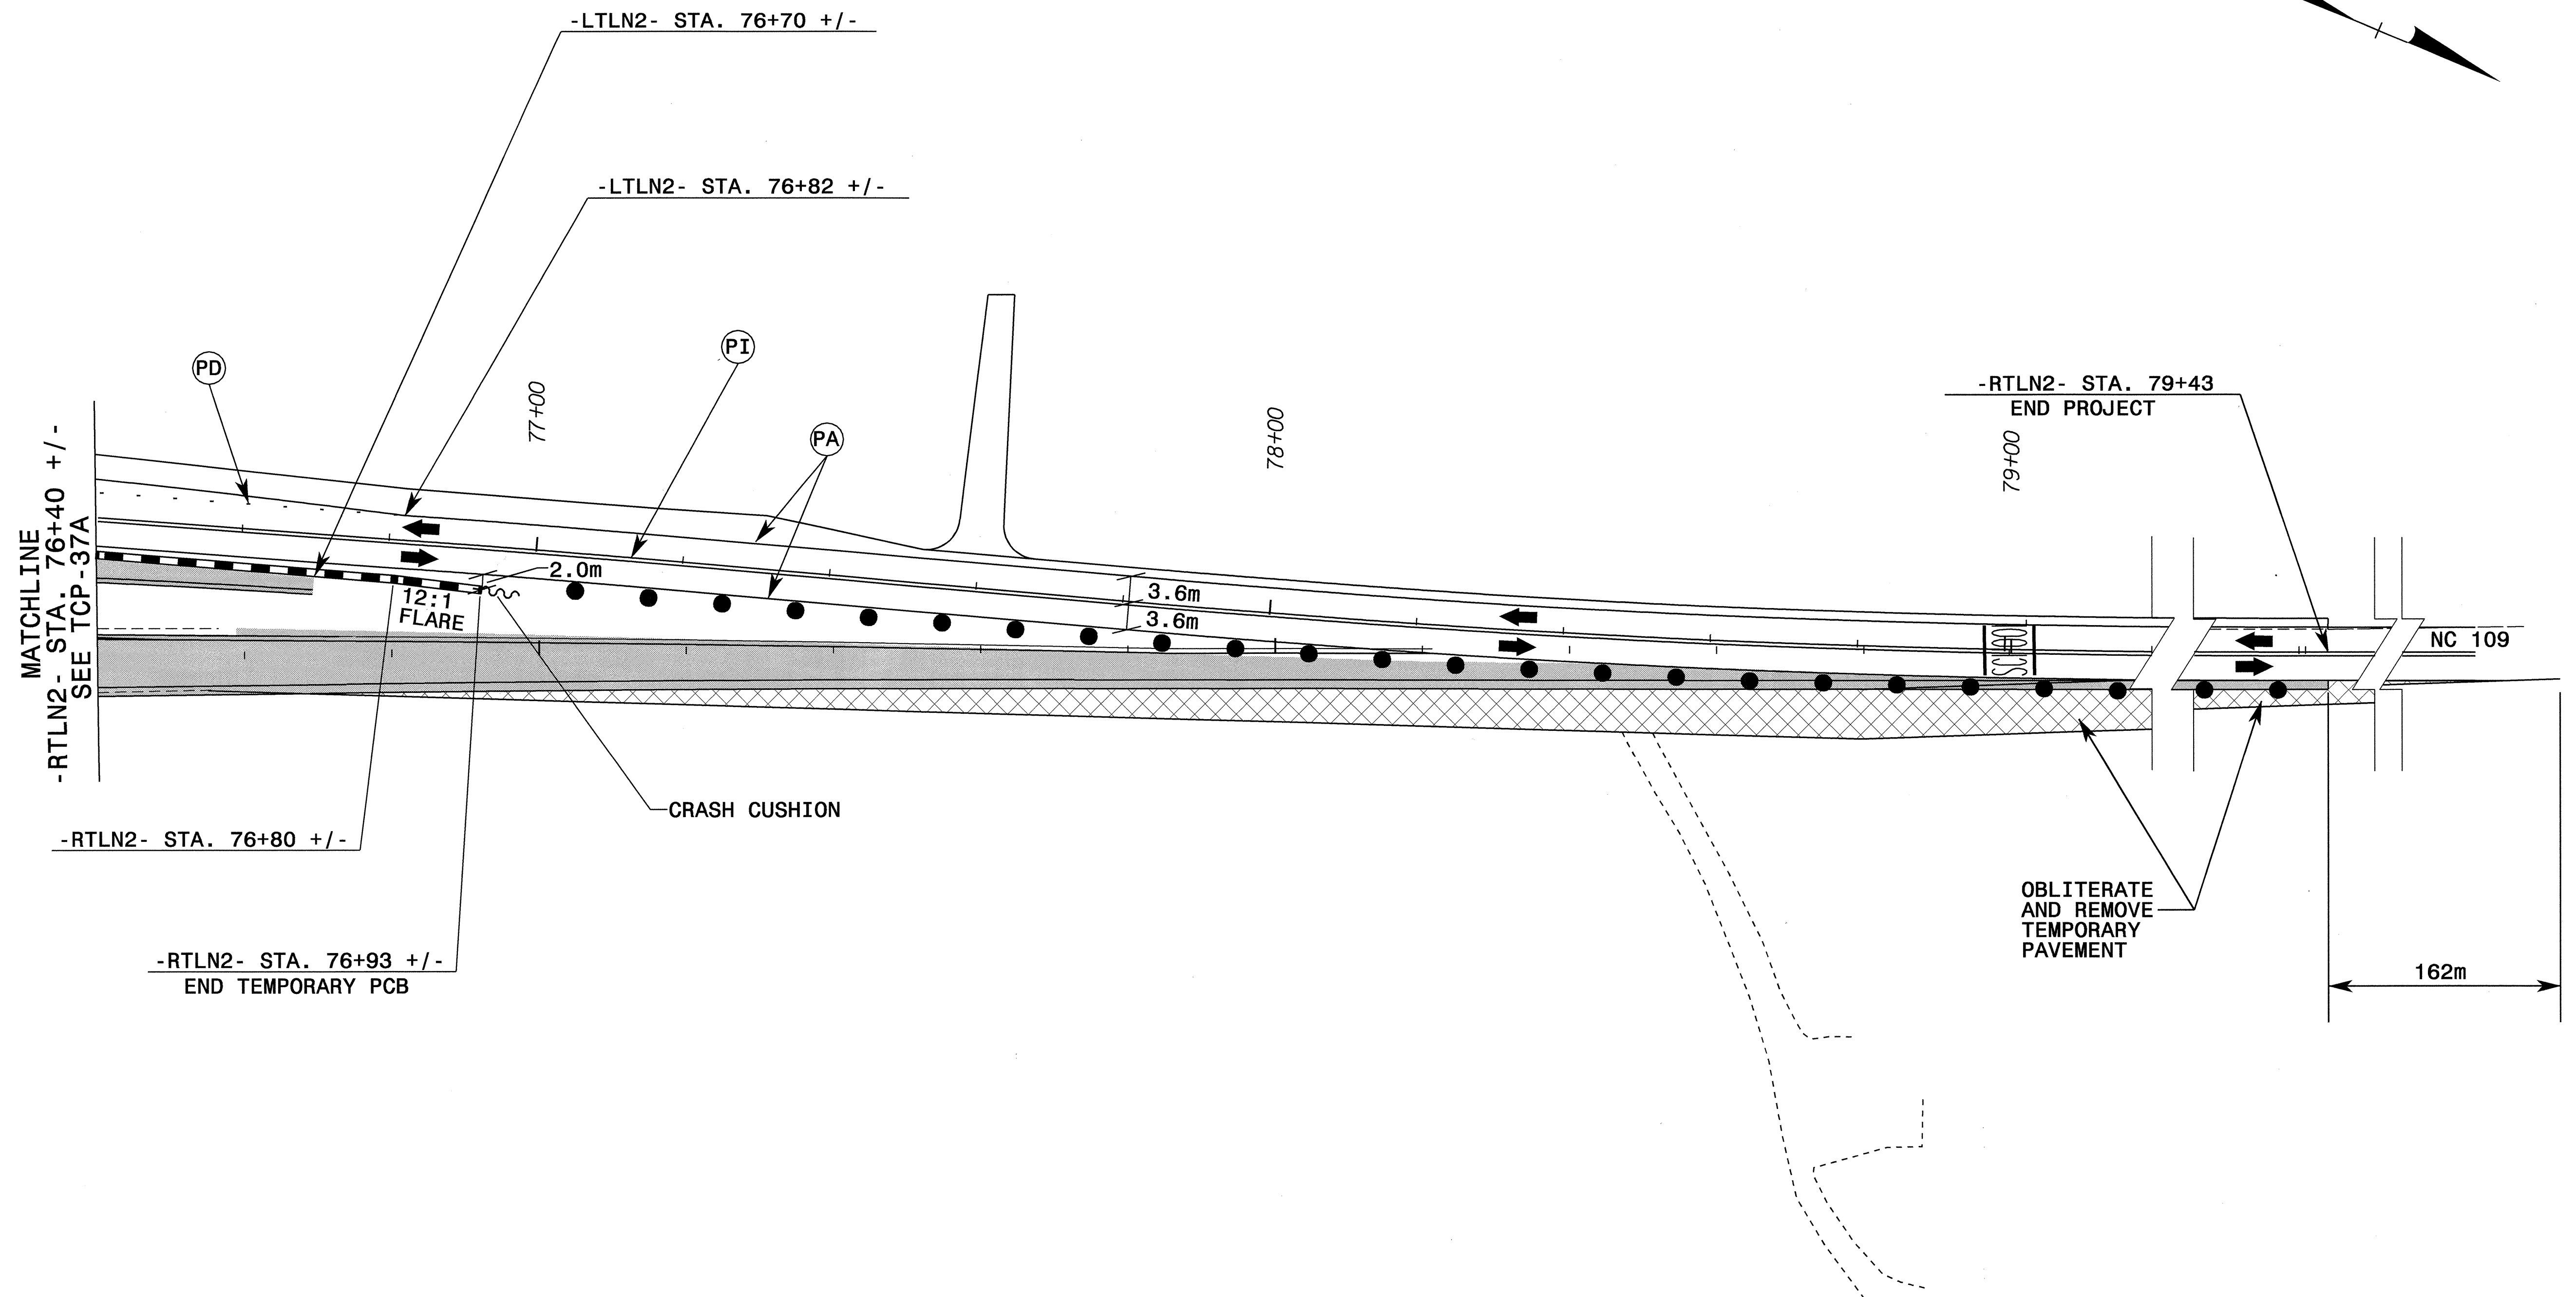 -LTLN2- STA. 76+70 +/-
-LTLN2- STA. 76+82 +/-
PD
PI
PA
77+00
78+00
79+00
-RTLN2- STA. 79+43
END PROJECT
MATCHLINE
-RTLN2- STA. 76+40 +/-
SEE TCP-37A
2.0m
12:1
FLARE
3.6m
3.6m
NC 109
CRASH CUSHION
-RTLN2- STA. 76+80 +/-
-RTLN2- STA. 76+93 +/-
END TEMPORARY PCB
OBLITERATE
AND REMOVE
TEMPORARY
PAVEMENT
162m